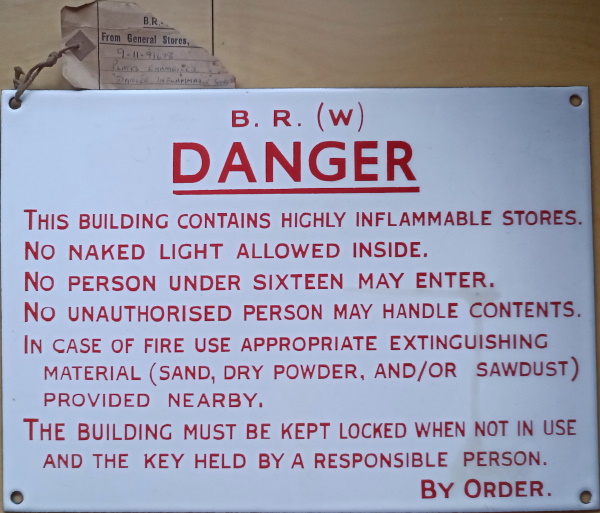 B.R.-
From General Stores,
B. R. (W)
DANGER
THIS BUILDING CONTAINS HIGHLY INFLAMMABLE STORES.
NO NAKED LIGHT ALLOWED INSIDE.
NO PERSON UNDER SIXTEEN MAY ENTER.
NO UNAUTHORISED PERSON MAY HANDLE CONTENTS.
IN CASE OF FIRE USE APPROPRIATE EXTINGUISHING
MATERIAL (SAND, DRY POWDER, AND/OR SAWDUST)
PROVIDED NEARBY.
THE BUILDING MUST BE KEPT LOCKED WHEN NOT IN USE
AND THE KEY HELD BY A RESPONSIBLE PERSON.
BY ORDER.